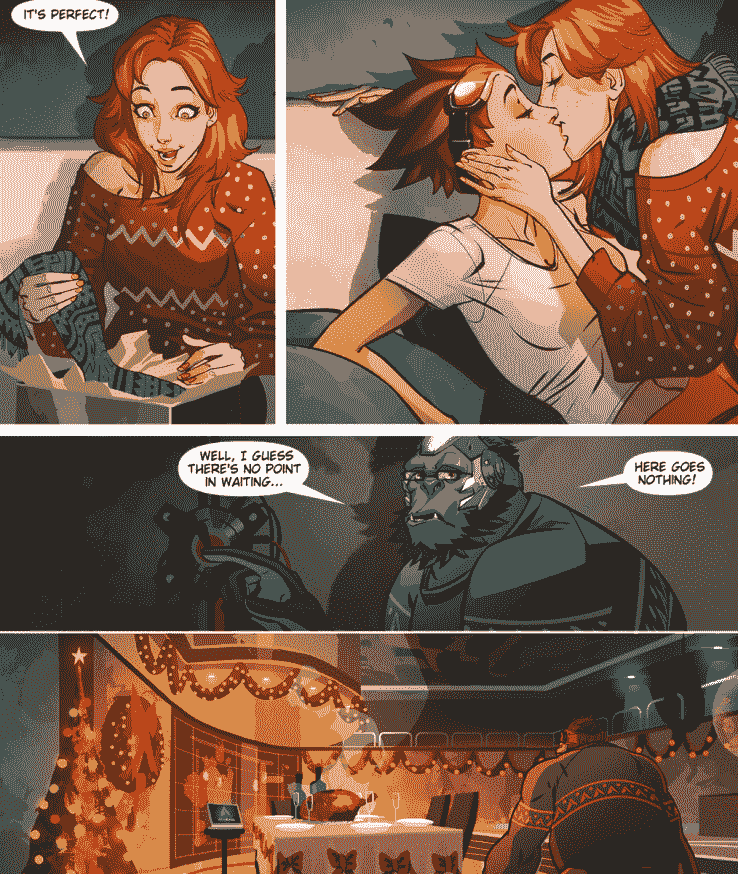 IT'S PERFECT!
WELL, I GUESS
THERE'S NO POINT
IN WAITING...
HERE GOES
NOTHING!